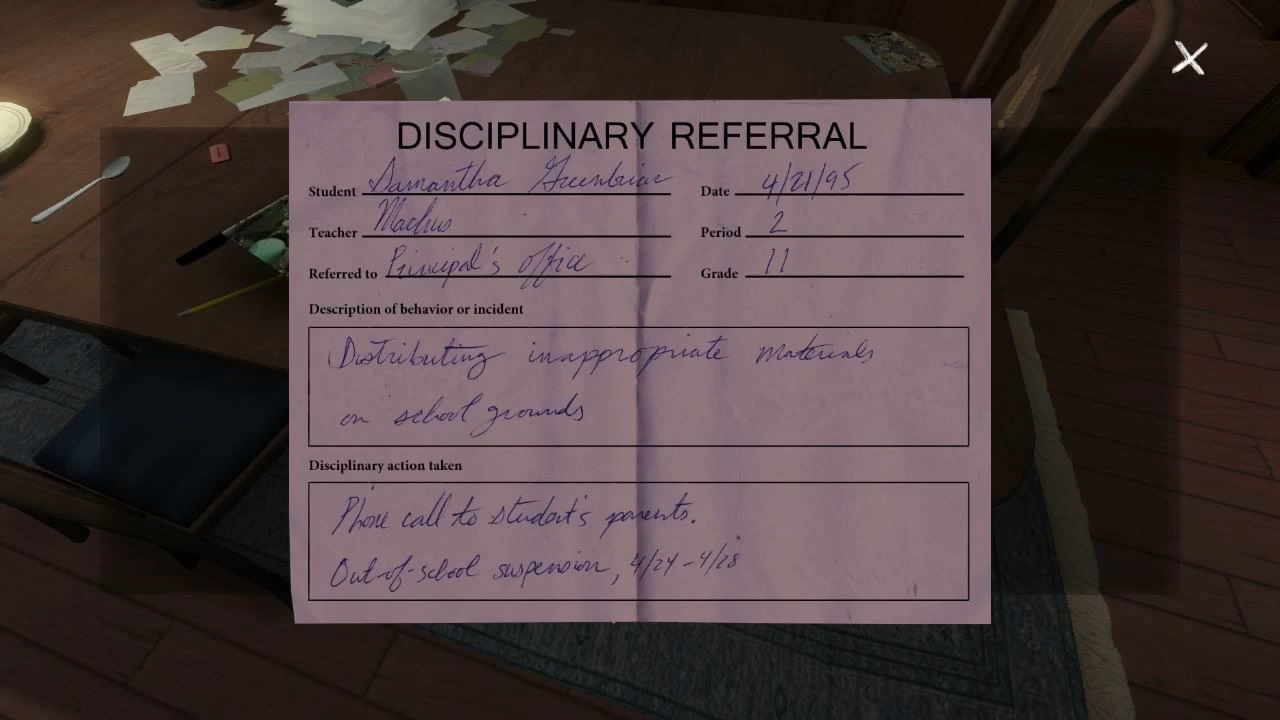 DISCIPLINARY REFERRAL
Student Samantha Greenbriar Date 4/21/95
Teacher Period 2
Referred to Principal's office Grade 11
Description of behavior or incident
Distributing inappropriate materials
on school grounds
Disciplinary action taken
Phone call to student's parents.
Out-of-school suspension, 4/24-4/28